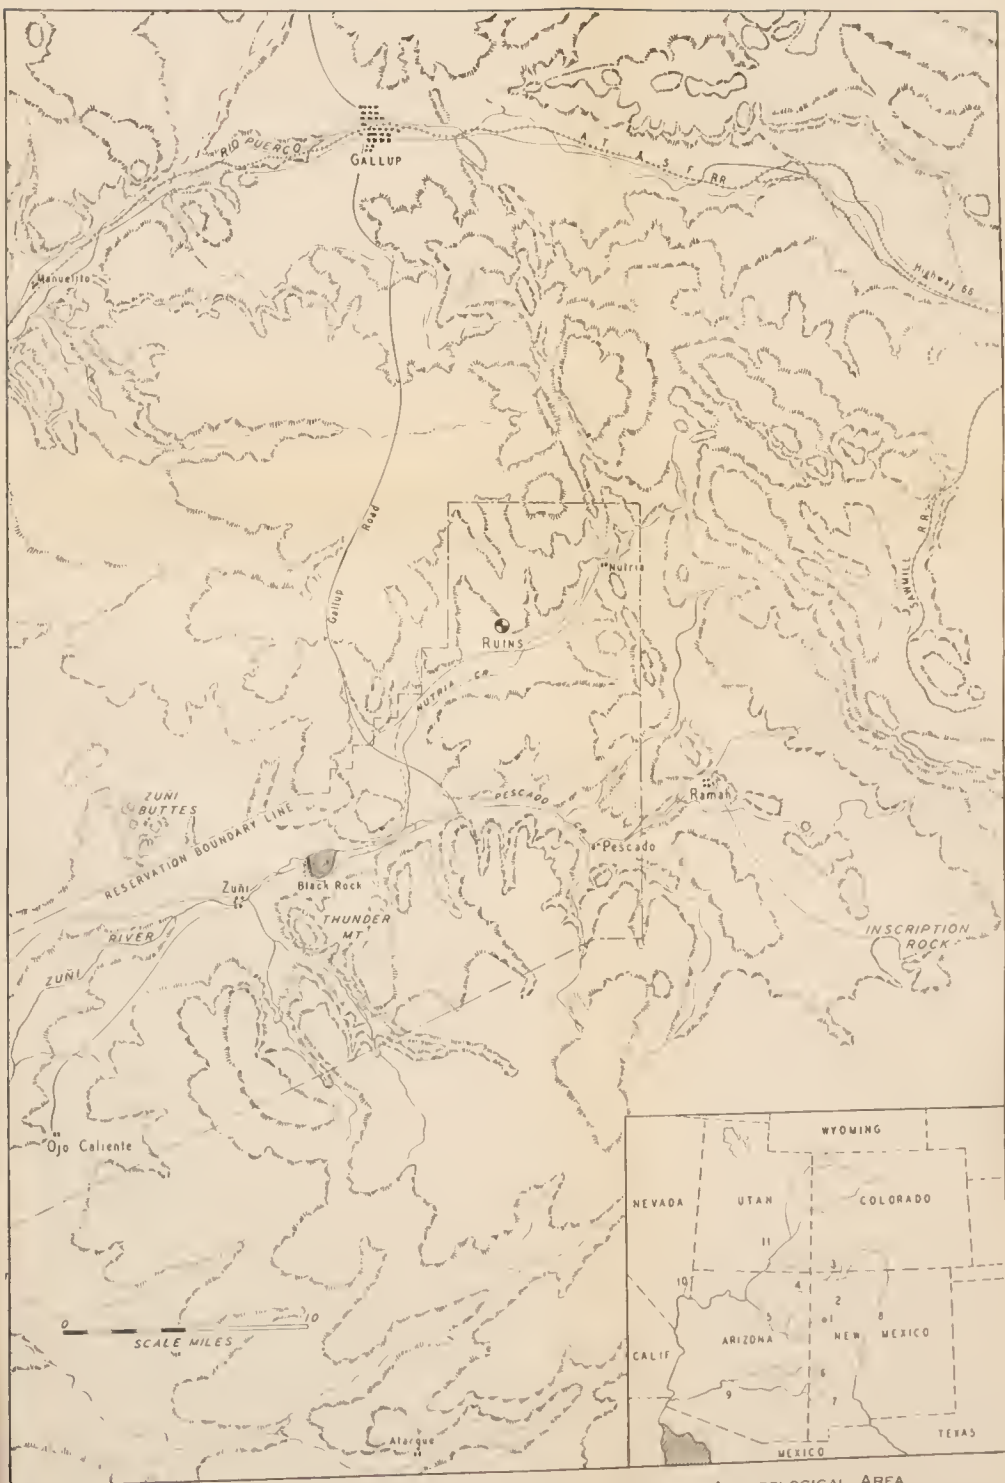 RIO PUERCO
GALLUP
A. T. & S. F. RR
Manuelito
Highway 66
Gallup Road
SAWMILL R.R.
Nutria
RUINS
NUTRIA CR.
ZUÑI
BUTTES
RESERVATION BOUNDARY LINE
PESCADO
CR.
Ramah
Pescado
Black Rock
Zuñi
THUNDER
MT.
INSCRIPTION
ROCK
ZUÑI RIVER
Ojo Caliente
0 10
SCALE MILES
Atarque
WYOMING
NEVADA
UTAH
COLORADO
11
3
10
4
2
5
1
8
ARIZONA
NEW MEXICO
CALIF
6
9
7
TEXAS
MEXICO
AREA